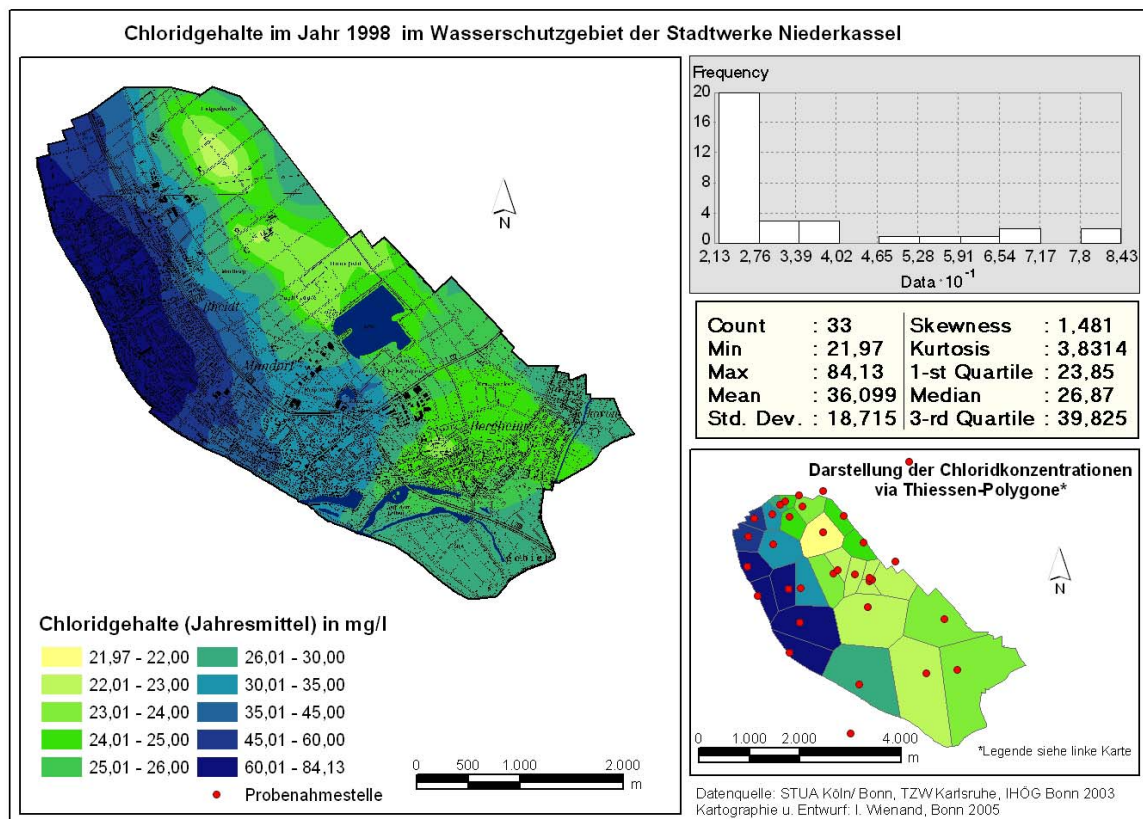 Chloridgehalte im Jahr 1998 im Wasserschutzgebiet der Stadtwerke Niederkassel
N
Rheidt
Mondorf
Bergheim
Chloridgehalte (Jahresmittel) in mg/l
21,97 - 22,00
22,01 - 23,00
23,01 - 24,00
24,01 - 25,00
25,01 - 26,00
26,01 - 30,00
30,01 - 35,00
35,01 - 45,00
45,01 - 60,00
60,01 - 84,13
Probenahmestelle
0 500 1.000 2.000
m
Frequency
20
16
12
8
4
0
2,13 2,76 3,39 4,02 4,65 5,28 5,91 6,54 7,17 7,8 8,43
Data · 10⁻¹
Count : 33 Skewness : 1,481
Min : 21,97 Kurtosis : 3,8314
Max : 84,13 1-st Quartile : 23,85
Mean : 36,099 Median : 26,87
Std. Dev. : 18,715 3-rd Quartile : 39,825
Darstellung der Chloridkonzentrationen
via Thiessen-Polygone*
N
0 1.000 2.000 4.000
m
*Legende siehe linke Karte
Datenquelle: STUA Köln/ Bonn, TZW Karlsruhe, IHÖG Bonn 2003
Kartographie u. Entwurf: I. Wienand, Bonn 2005